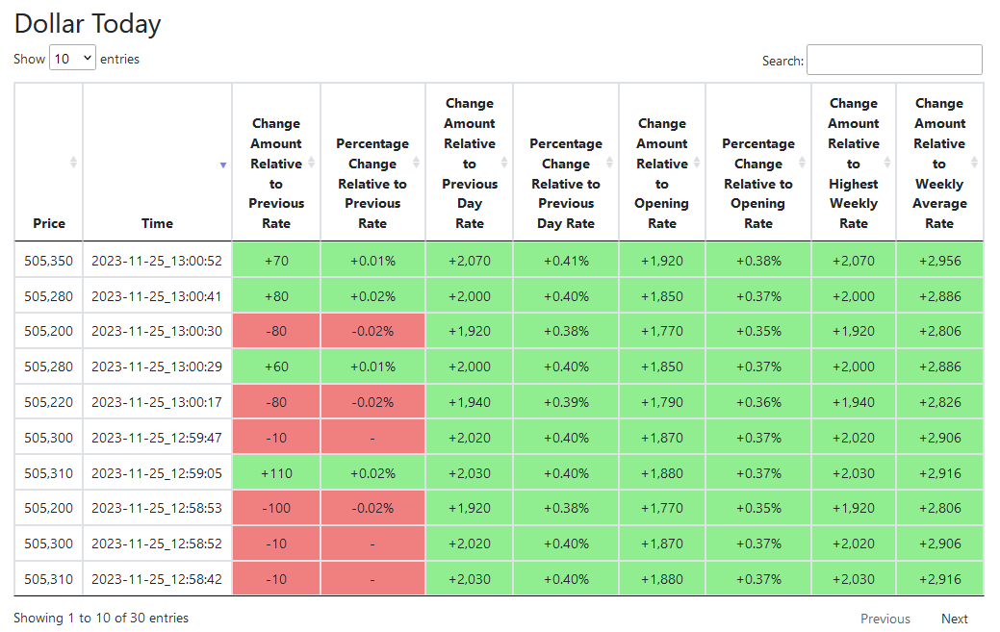 Dollar Today
Show 10 entries
Search:
Price
Time
Change Amount Relative to Previous Rate
Percentage Change Relative to Previous Rate
Change Amount Relative to Previous Day Rate
Percentage Change Relative to Previous Day Rate
Change Amount Relative to Opening Rate
Percentage Change Relative to Opening Rate
Change Amount Relative to Highest Weekly Rate
Change Amount Relative to Weekly Average Rate
505,350 2023-11-25_13:00:52 +70 +0.01% +2,070 +0.41% +1,920 +0.38% +2,070 +2,956
505,280 2023-11-25_13:00:41 +80 +0.02% +2,000 +0.40% +1,850 +0.37% +2,000 +2,886
505,200 2023-11-25_13:00:30 -80 -0.02% +1,920 +0.38% +1,770 +0.35% +1,920 +2,806
505,280 2023-11-25_13:00:29 +60 +0.01% +2,000 +0.40% +1,850 +0.37% +2,000 +2,886
505,220 2023-11-25_13:00:17 -80 -0.02% +1,940 +0.39% +1,790 +0.36% +1,940 +2,826
505,300 2023-11-25_12:59:47 -10 - +2,020 +0.40% +1,870 +0.37% +2,020 +2,906
505,310 2023-11-25_12:59:05 +110 +0.02% +2,030 +0.40% +1,880 +0.37% +2,030 +2,916
505,200 2023-11-25_12:58:53 -100 -0.02% +1,920 +0.38% +1,770 +0.35% +1,920 +2,806
505,300 2023-11-25_12:58:52 -10 - +2,020 +0.40% +1,870 +0.37% +2,020 +2,906
505,310 2023-11-25_12:58:42 -10 - +2,030 +0.40% +1,880 +0.37% +2,030 +2,916
Showing 1 to 10 of 30 entries
Previous Next